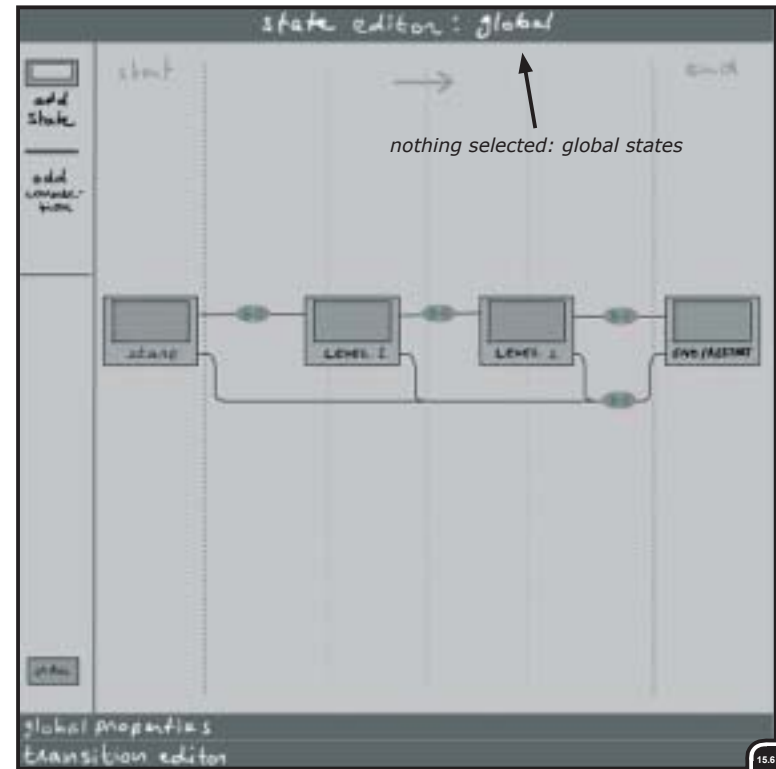 state editor: global
start
end
add
state
nothing selected: global states
add
connec-
tion
start
LEVEL 1
LEVEL 2
END/RESTART
global properties
transition editor
15.6